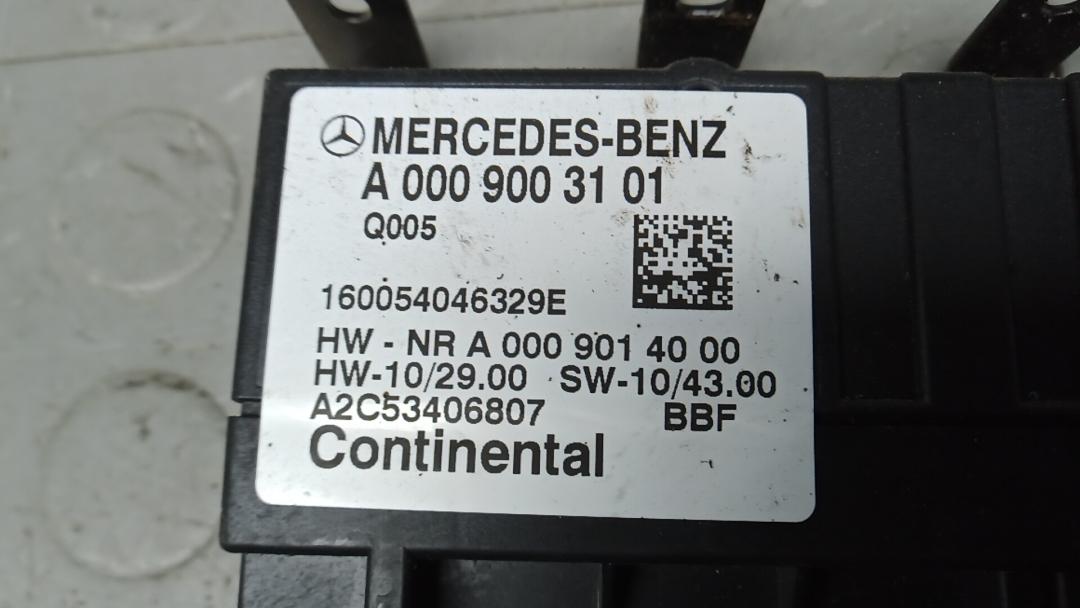 MERCEDES-BENZ
A 000 900 31 01
Q005
160054046329E
HW - NR A 000 901 40 00
HW-10/29.00 SW-10/43.00
A2C53406807 BBF
Continental